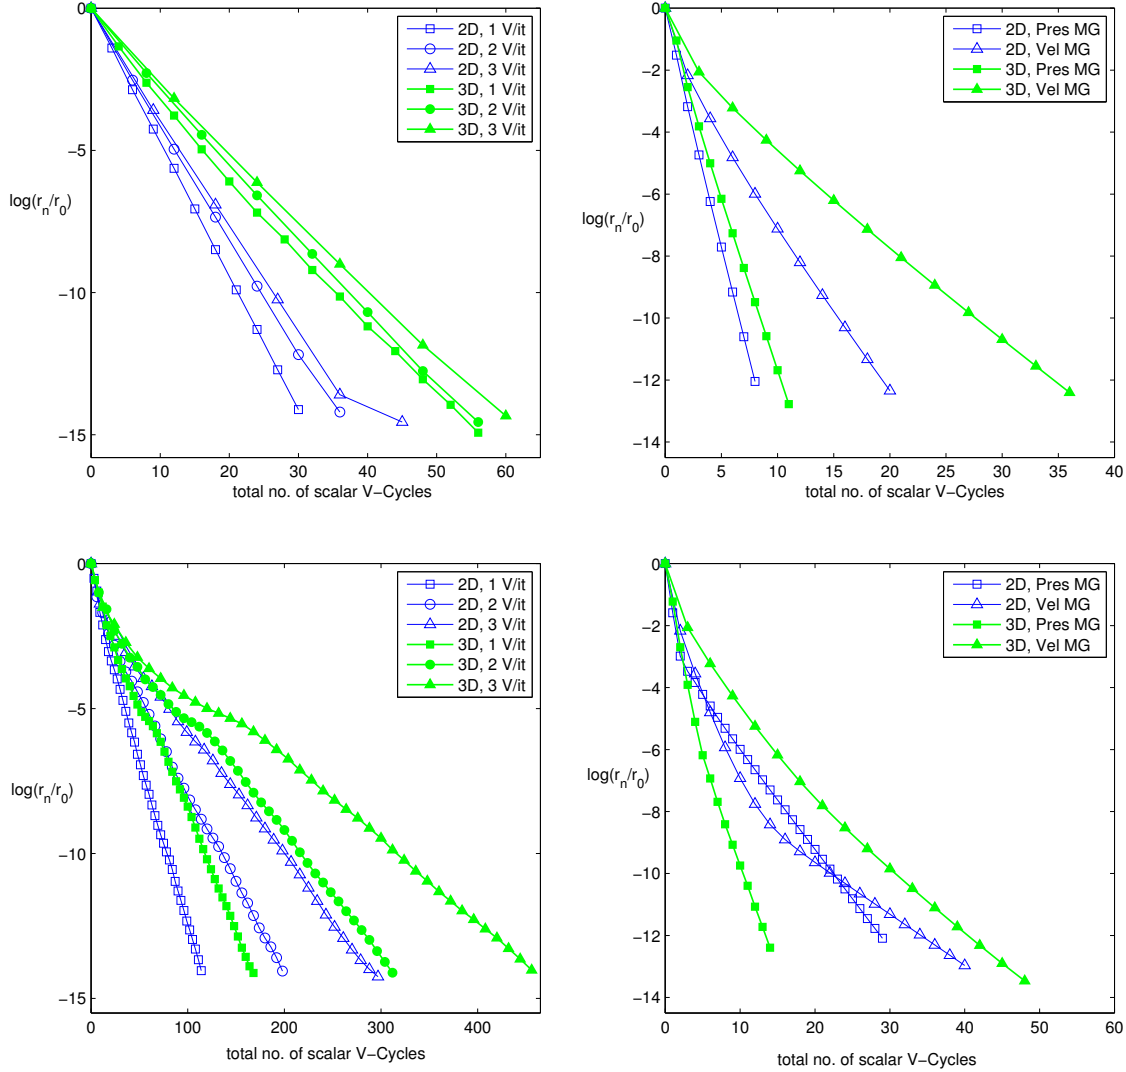 0
−5
−10
−15
log(rn/r0)
0 10 20 30 40 50 60
total no. of scalar V−Cycles
2D, 1 V/it
2D, 2 V/it
2D, 3 V/it
3D, 1 V/it
3D, 2 V/it
3D, 3 V/it
0
−2
−4
−6
−8
−10
−12
−14
log(rn/r0)
0 5 10 15 20 25 30 35 40
total no. of scalar V−Cycles
2D, Pres MG
2D, Vel MG
3D, Pres MG
3D, Vel MG
0
−5
−10
−15
log(rn/r0)
0 100 200 300 400
total no. of scalar V−Cycles
2D, 1 V/it
2D, 2 V/it
2D, 3 V/it
3D, 1 V/it
3D, 2 V/it
3D, 3 V/it
0
−2
−4
−6
−8
−10
−12
−14
log(rn/r0)
0 10 20 30 40 50 60
total no. of scalar V−Cycles
2D, Pres MG
2D, Vel MG
3D, Pres MG
3D, Vel MG